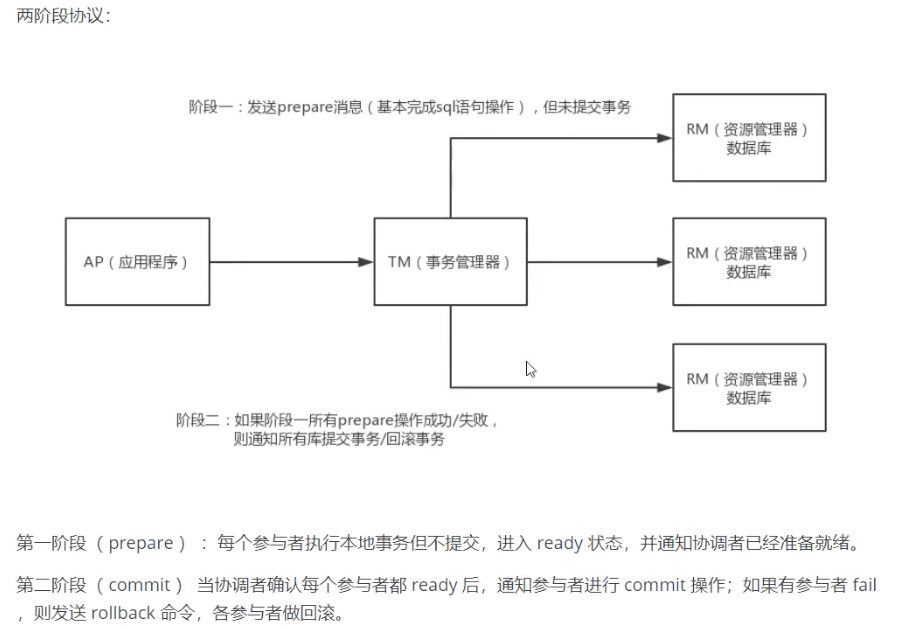 两阶段协议：
阶段一：发送prepare消息（基本完成sql语句操作），但未提交事务
RM（资源管理器）
数据库
AP（应用程序）
TM（事务管理器）
RM（资源管理器）
数据库
RM（资源管理器）
数据库
阶段二：如果阶段一所有prepare操作成功/失败，
则通知所有库提交事务/回滚事务
第一阶段（prepare）：每个参与者执行本地事务但不提交，进入 ready 状态，并通知协调者已经准备就绪。
第二阶段（commit）当协调者确认每个参与者都 ready 后，通知参与者进行 commit 操作；如果有参与者 fail
，则发送 rollback 命令，各参与者做回滚。